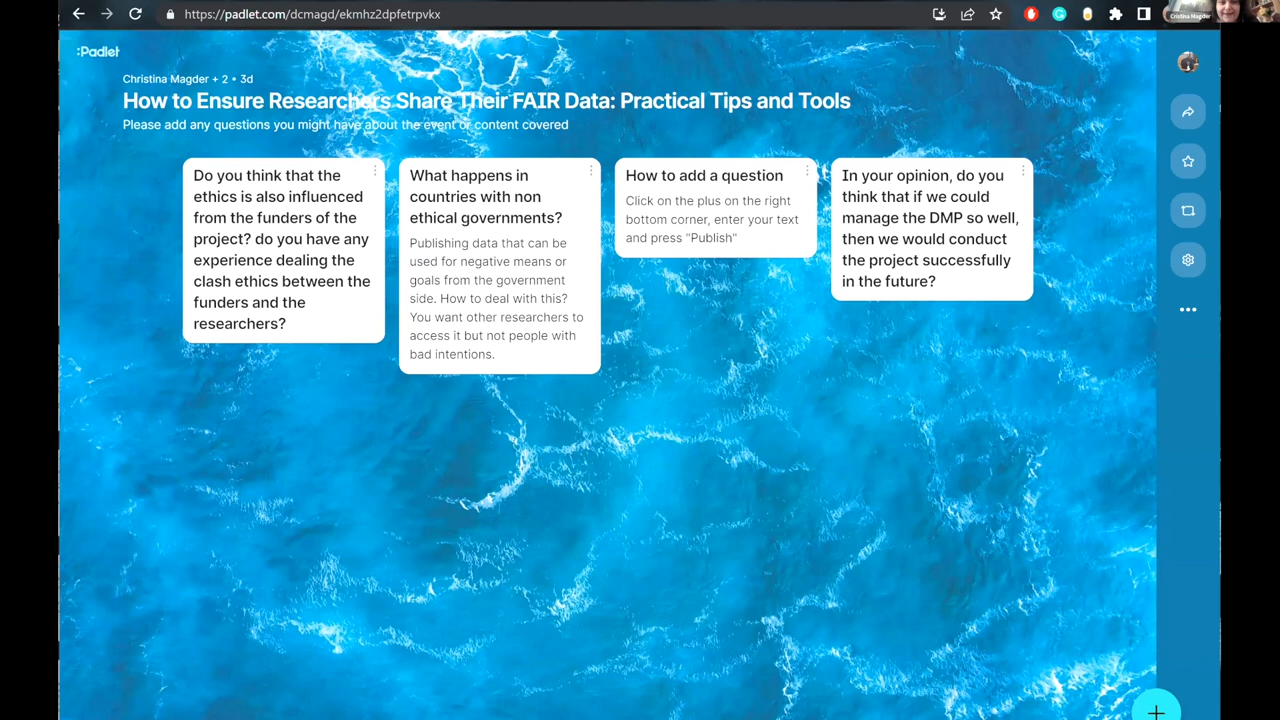 https://padlet.com/dcmagd/ekmhz2dpfetrpvkx
Cristina Magder
:Padlet
Christina Magder + 2 • 3d
How to Ensure Researchers Share Their FAIR Data: Practical Tips and Tools
Please add any questions you might have about the event or content covered
Do you think that the
ethics is also influenced
from the funders of the
project? do you have any
experience dealing the
clash ethics between the
funders and the
researchers?
What happens in
countries with non
ethical governments?
Publishing data that can be
used for negative means or
goals from the government
side. How to deal with this?
You want other researchers to
access it but not people with
bad intentions.
How to add a question
Click on the plus on the right
bottom corner, enter your text
and press "Publish"
In your opinion, do you
think that if we could
manage the DMP so well,
then we would conduct
the project successfully
in the future?